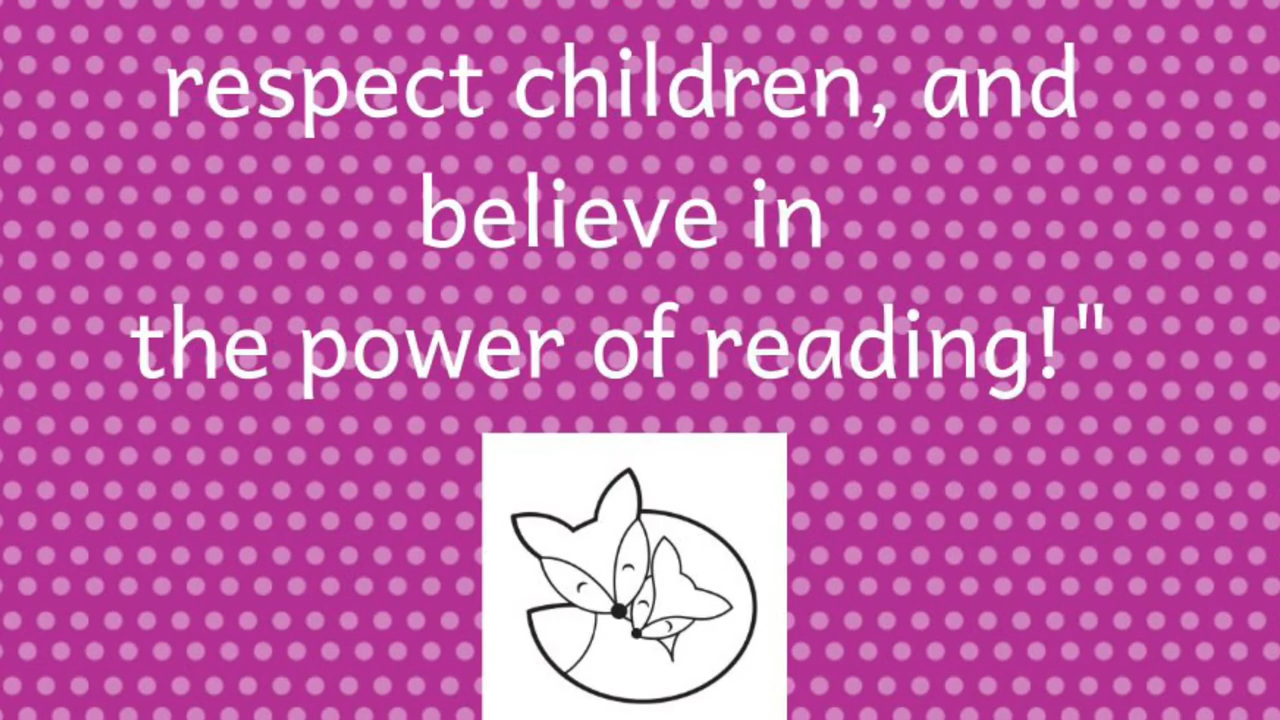 respect children, and
believe in
the power of reading!"